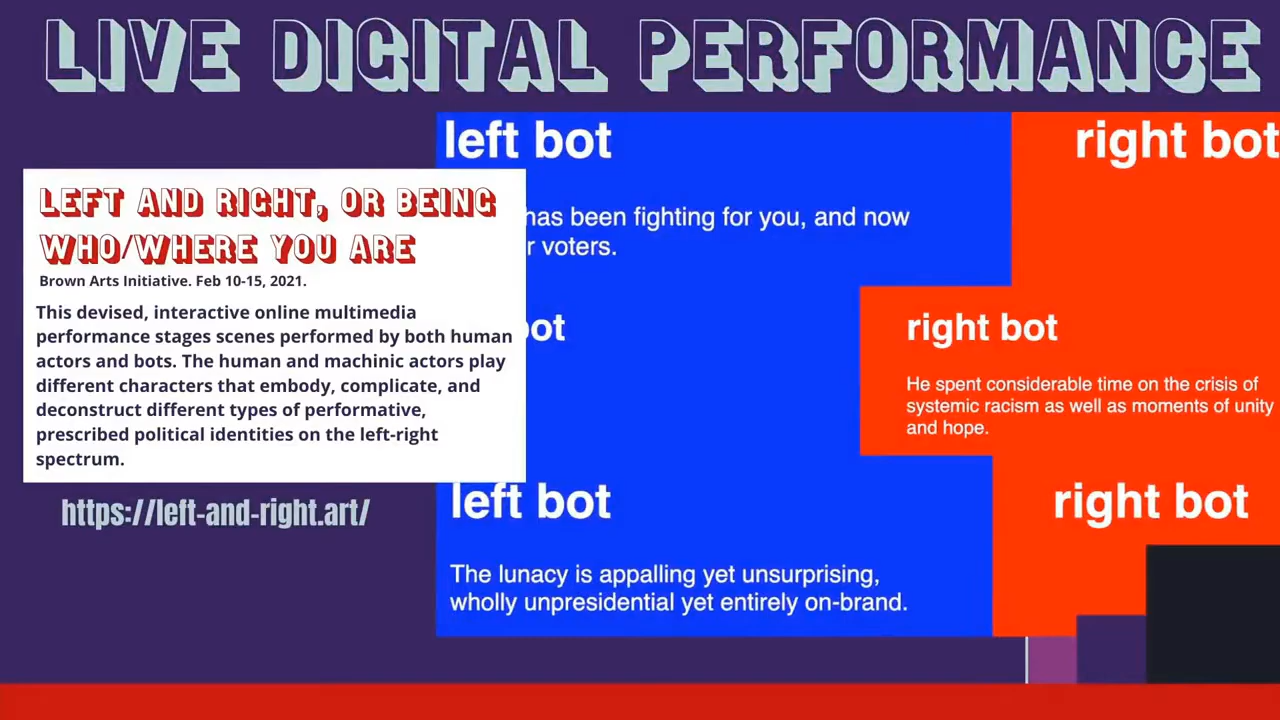 LIVE DIGITAL PERFORMANCE
left bot
right bot
LEFT AND RIGHT, OR BEING
WHO/WHERE YOU ARE
Brown Arts Initiative. Feb 10-15, 2021.
This devised, interactive online multimedia
performance stages scenes performed by both human
actors and bots. The human and machinic actors play
different characters that embody, complicate, and
deconstruct different types of performative,
prescribed political identities on the left-right
spectrum.
https://left-and-right.art/
has been fighting for you, and now
voters.
right bot
He spent considerable time on the crisis of
systemic racism as well as moments of unity
and hope.
left bot
right bot
The lunacy is appalling yet unsurprising,
wholly unpresidential yet entirely on-brand.